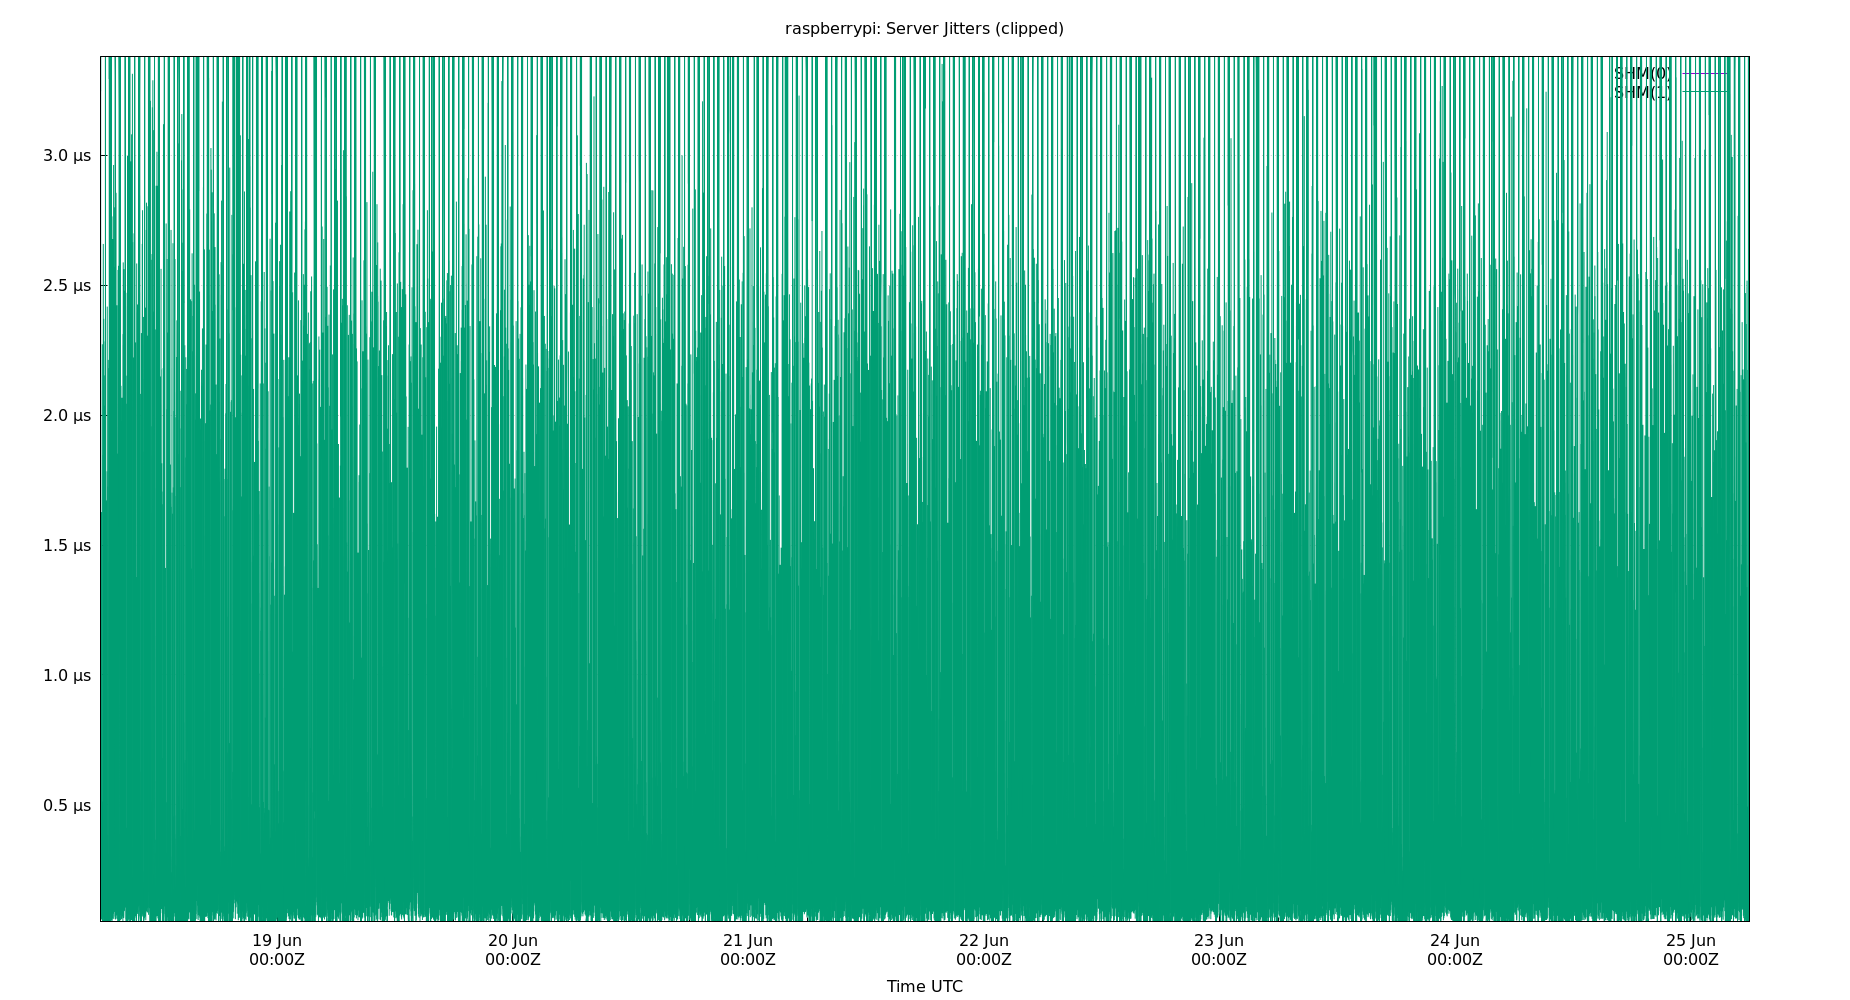 raspberrypi: Server Jitters (clipped)
SHM(0)
SHM(1)
3.0 µs
2.5 µs
2.0 µs
1.5 µs
1.0 µs
0.5 µs
19 Jun 20 Jun 21 Jun 22 Jun 23 Jun 24 Jun 25 Jun
00:00Z 00:00Z 00:00Z 00:00Z 00:00Z 00:00Z 00:00Z
Time UTC